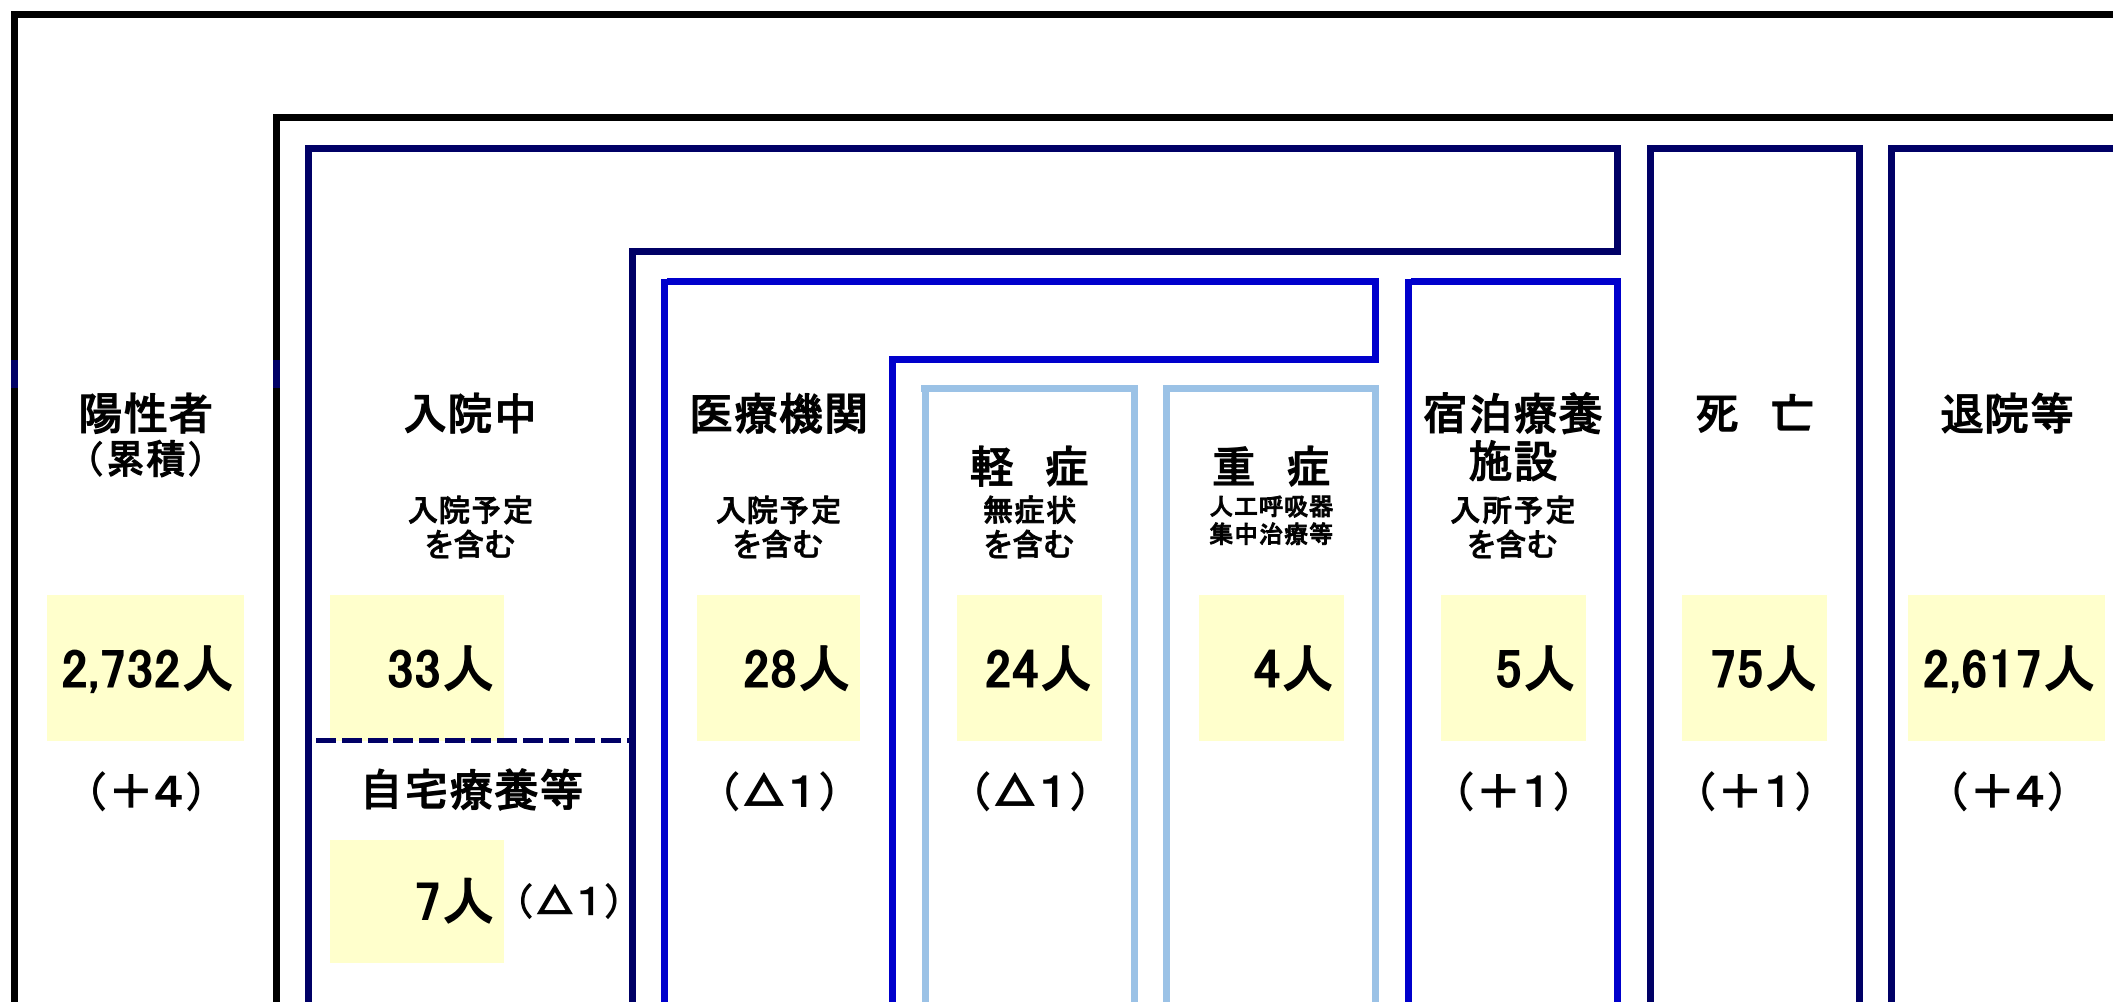 陽性者
（累積）
2,732人
（＋4）
入院中
入院予定
を含む
33人
自宅療養等
7人（△1）
医療機関
入院予定
を含む
28人
（△1）
軽　症
無症状
を含む
24人
（△1）
重　症
人工呼吸器
集中治療等
4人
宿泊療養
施設
入所予定
を含む
5人
（＋1）
死　亡
75人
（＋1）
退院等
2,617人
（＋4）